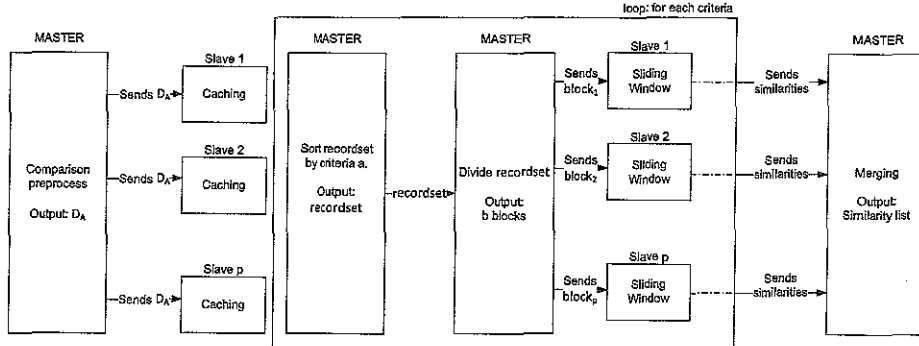 loop: for each criteria
MASTER
Comparison
preprocess
Output: D_A
Sends D_A
Slave 1
Caching
Sends D_A
Slave 2
Caching
Sends D_A
Slave p
Caching
MASTER
Sort recordset
by criteria a.
Output:
recordset
recordset
MASTER
Divide recordset
Output:
b blocks
Sends
block_1
Slave 1
Sliding
Window
Sends
similarities
Sends
block_2
Slave 2
Sliding
Window
Sends
similarities
Sends
block_p
Slave p
Sliding
Window
Sends
similarities
MASTER
Merging
Output:
Similarity list